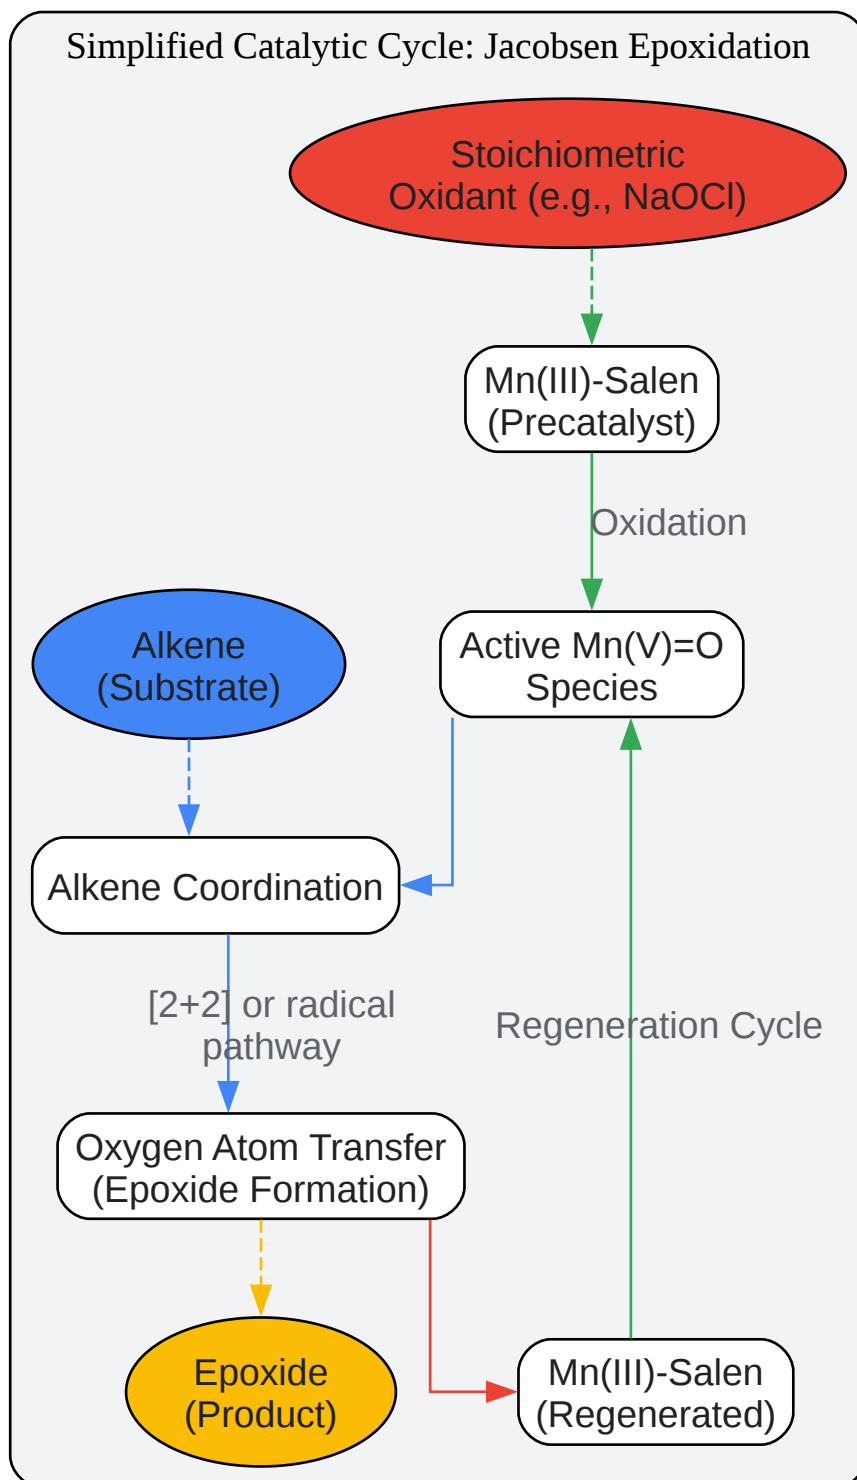 Simplified Catalytic Cycle: Jacobsen Epoxidation
Stoichiometric
Oxidant (e.g., NaOCl)
Mn(III)-Salen
(Precatalyst)
Oxidation
Alkene
(Substrate)
Active Mn(V)=O
Species
Alkene Coordination
[2+2] or radical
pathway
Regeneration Cycle
Oxygen Atom Transfer
(Epoxide Formation)
Epoxide
(Product)
Mn(III)-Salen
(Regenerated)